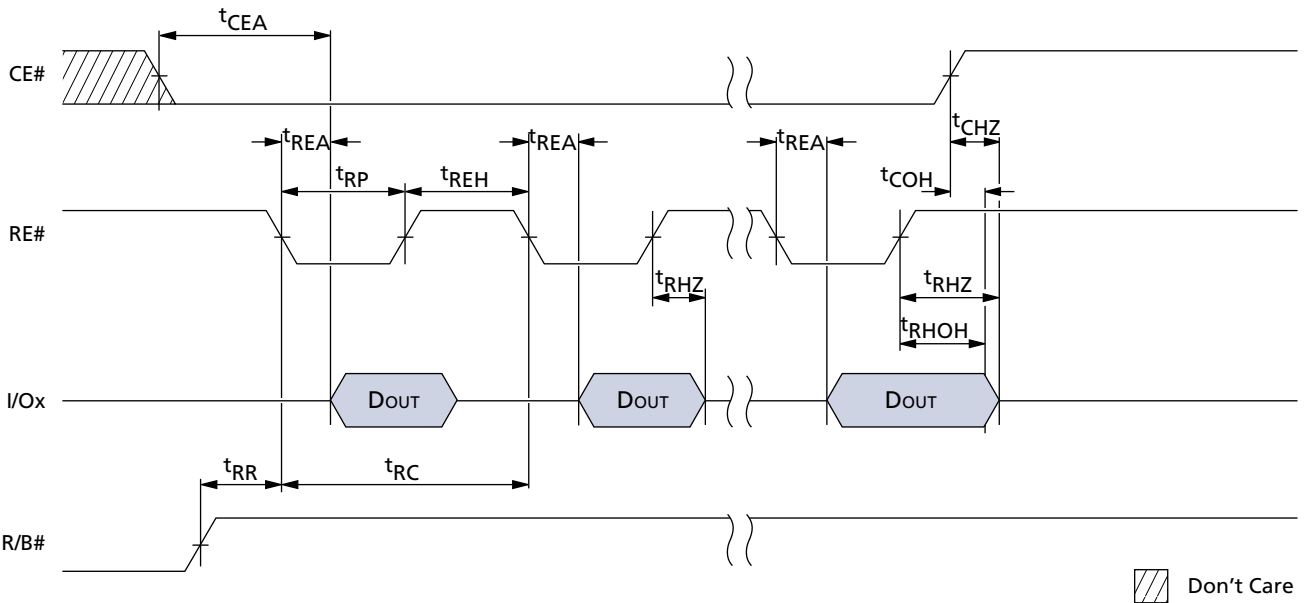 tCEA
CE#
tCHZ
tREA
tREA
tREA
tRP
tREH
tCOH
RE#
tRHZ
tRHZ
tRHOH
I/Ox
DOUT
DOUT
DOUT
tRR
tRC
R/B#
Don't Care